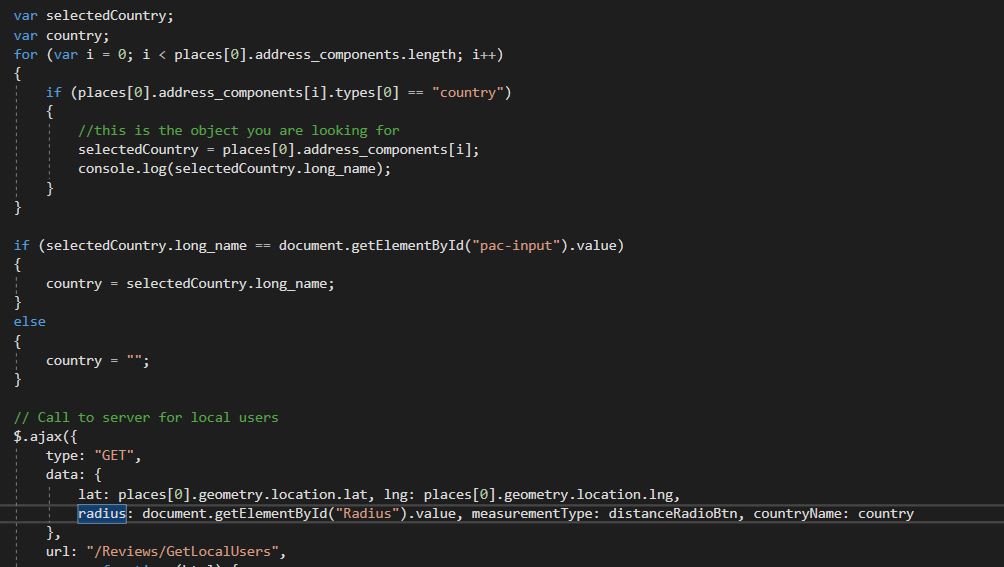 var selectedCountry;
var country;
for (var i = 0; i < places[0].address_components.length; i++)
{
    if (places[0].address_components[i].types[0] == "country")
    {
        //this is the object you are looking for
        selectedCountry = places[0].address_components[i];
        console.log(selectedCountry.long_name);
    }
}

if (selectedCountry.long_name == document.getElementById("pac-input").value)
{
    country = selectedCountry.long_name;
}
else
{
    country = "";
}

// Call to server for local users
$.ajax({
    type: "GET",
    data: {
        lat: places[0].geometry.location.lat, lng: places[0].geometry.location.lng,
        radius: document.getElementById("Radius").value, measurementType: distanceRadioBtn, countryName: country
    },
    url: "/Reviews/GetLocalUsers",